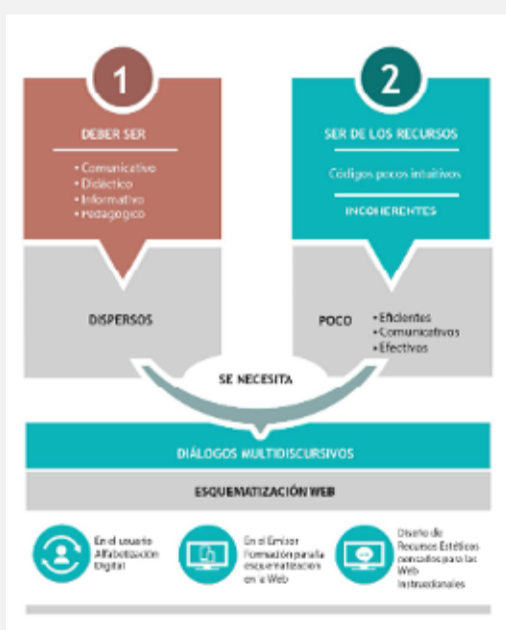 1
DEBER SER
• Comunicativo
• Didáctico
• Informativo
• Pedagógico
DISPERSOS
2
SER DE LOS RECURSOS
Códigos pocos intuitivos
INCOHERENTES
POCO
• Eficientes
• Comunicativos
• Efectivos
SE NECESITA
DIÁLOGOS MULTIDISCURSIVOS
ESQUEMATIZACIÓN WEB
En el usuario
Alfabetización
Digital
En el Emisor
Formación para la
esquematización
en la Web
Diseño de
Recursos Estéticos
pensados para las
Web
Instruccionales